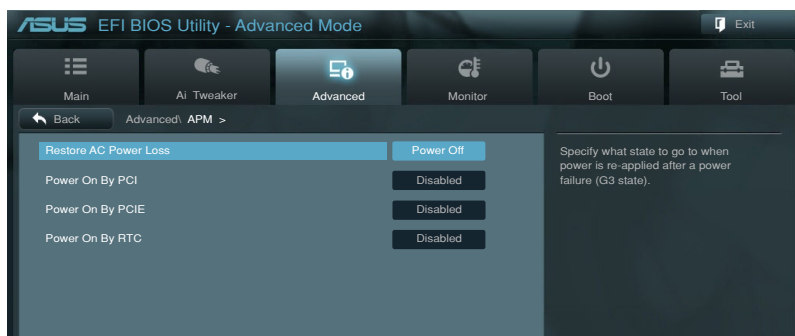 ASUS EFI BIOS Utility - Advanced Mode
Exit
Main
Ai Tweaker
Advanced
Monitor
Boot
Tool
Back
Advanced\ APM >
Restore AC Power Loss
Power Off
Power On By PCI
Disabled
Power On By PCIE
Disabled
Power On By RTC
Disabled
Specify what state to go to when
power is re-applied after a power
failure (G3 state).